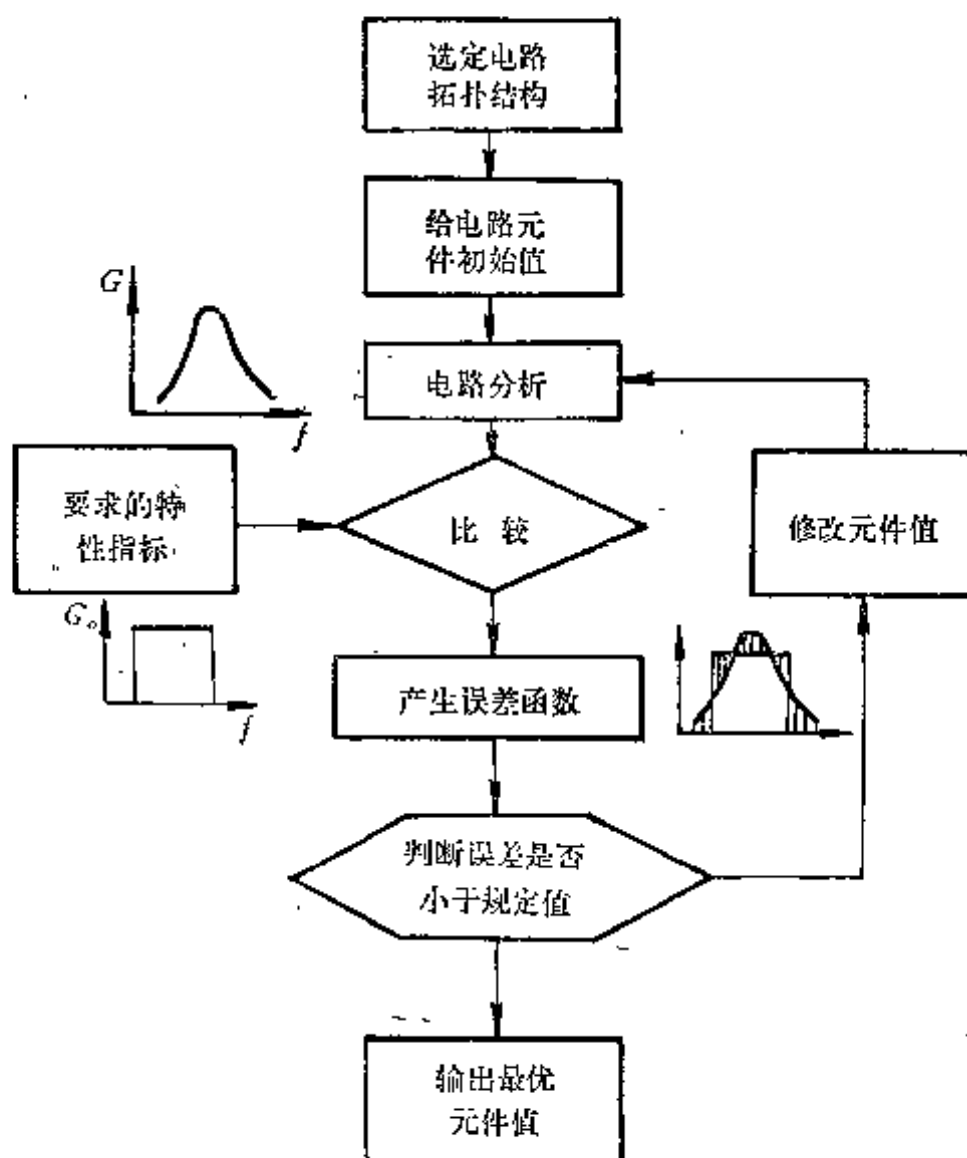 选定电路
拓扑结构
给电路元
件初始值
G
f
电路分析
要求的特
性指标
比较
修改元件值
G₀
f
产生误差函数
判断误差是否
小于规定值
输出最优
元件值